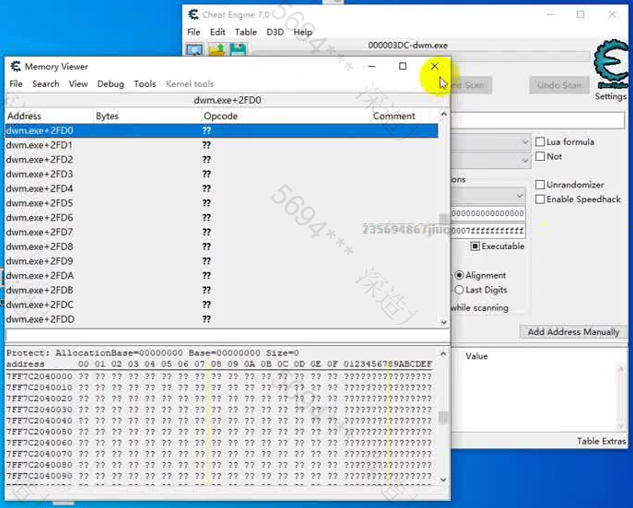 Cheat Engine 7.0
File Edit Table D3D Help
000003DC-dwm.exe
Scan
Undo Scan
Settings
Lua formula
Not
Unrandomizer
Enable Speedhack
0000000000000
0007fffffffffff
Executable
Alignment
Last Digits
while scanning
Add Address Manually
Value
Table Extras
Memory Viewer
File Search View Debug Tools Kernel tools
dwm.exe+2FD0
Address Bytes Opcode Comment
dwm.exe+2FD0 ??
dwm.exe+2FD1 ??
dwm.exe+2FD2 ??
dwm.exe+2FD3 ??
dwm.exe+2FD4 ??
dwm.exe+2FD5 ??
dwm.exe+2FD6 ??
dwm.exe+2FD7 ??
dwm.exe+2FD8 ??
dwm.exe+2FD9 ??
dwm.exe+2FDA ??
dwm.exe+2FDB ??
dwm.exe+2FDC ??
dwm.exe+2FDD ??
Protect: AllocationBase=00000000 Base=00000000 Size=0
address 00 01 02 03 04 05 06 07 08 09 0A 0B 0C 0D 0E 0F 0123456789ABCDEF
7FF7C2040000 ?? ?? ?? ?? ?? ?? ?? ?? ?? ?? ?? ?? ?? ?? ?? ?? ????????????????
7FF7C2040010 ?? ?? ?? ?? ?? ?? ?? ?? ?? ?? ?? ?? ?? ?? ?? ?? ????????????????
7FF7C2040020 ?? ?? ?? ?? ?? ?? ?? ?? ?? ?? ?? ?? ?? ?? ?? ?? ????????????????
7FF7C2040030 ?? ?? ?? ?? ?? ?? ?? ?? ?? ?? ?? ?? ?? ?? ?? ?? ????????????????
7FF7C2040040 ?? ?? ?? ?? ?? ?? ?? ?? ?? ?? ?? ?? ?? ?? ?? ?? ????????????????
7FF7C2040050 ?? ?? ?? ?? ?? ?? ?? ?? ?? ?? ?? ?? ?? ?? ?? ?? ????????????????
7FF7C2040060 ?? ?? ?? ?? ?? ?? ?? ?? ?? ?? ?? ?? ?? ?? ?? ?? ????????????????
7FF7C2040070 ?? ?? ?? ?? ?? ?? ?? ?? ?? ?? ?? ?? ?? ?? ?? ?? ????????????????
7FF7C2040080 ?? ?? ?? ?? ?? ?? ?? ?? ?? ?? ?? ?? ?? ?? ?? ?? ????????????????
7FF7C2040090 ?? ?? ?? ?? ?? ?? ?? ?? ?? ?? ?? ?? ?? ?? ?? ?? ????????????????
5694*** 深造
5694*** 深造